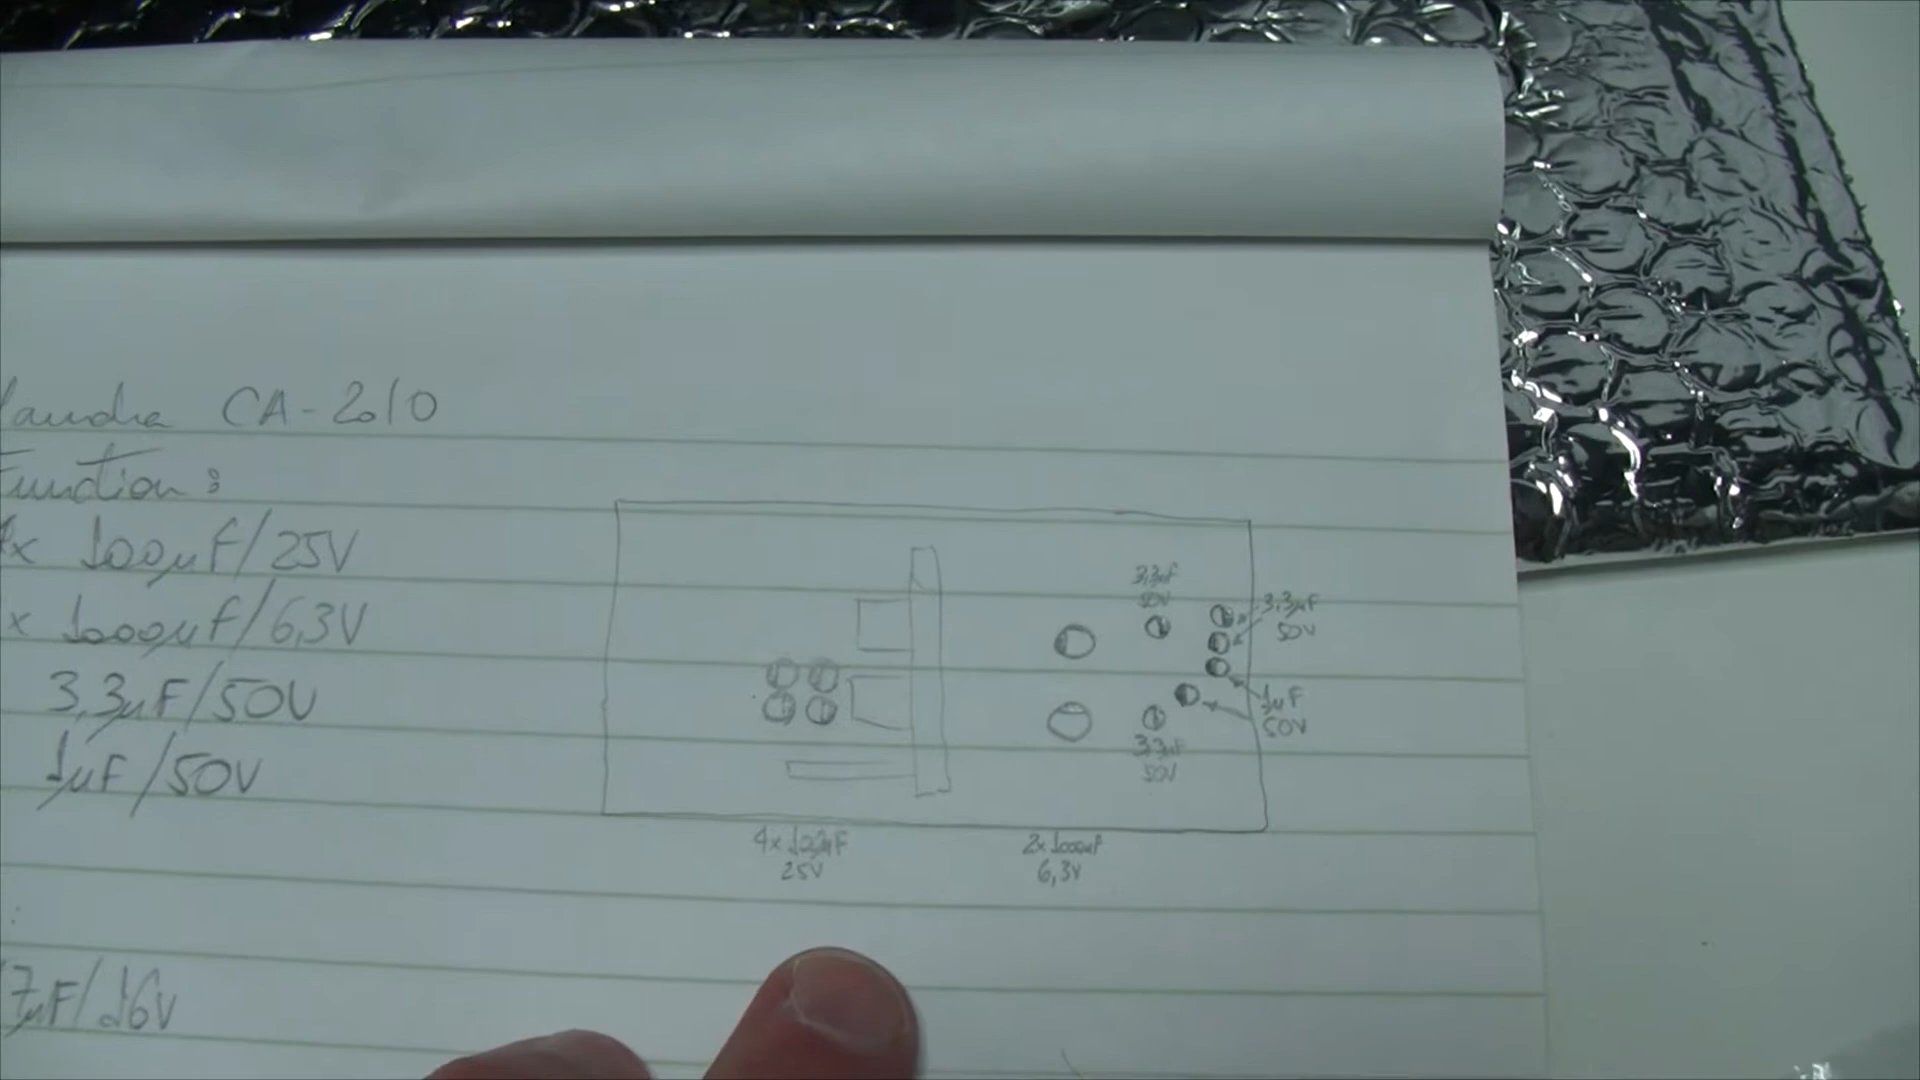 CA-2010
Function:
4x 100µF/25V
x 1000µF/6,3V
3,3µF/50V
1µF/50V
7µF/16V
3,3µF
50V
3,3µF
50V
1µF
50V
3,3µF
50V
4x 100µF
25V
2x 1000µF
6,3V